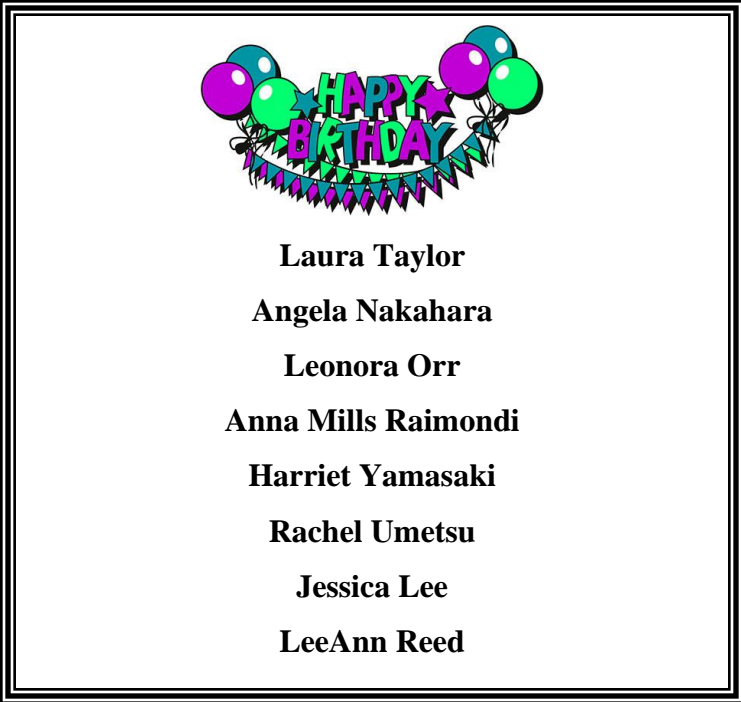 HAPPY
BIRTHDAY
Laura Taylor
Angela Nakahara
Leonora Orr
Anna Mills Raimondi
Harriet Yamasaki
Rachel Umetsu
Jessica Lee
LeeAnn Reed